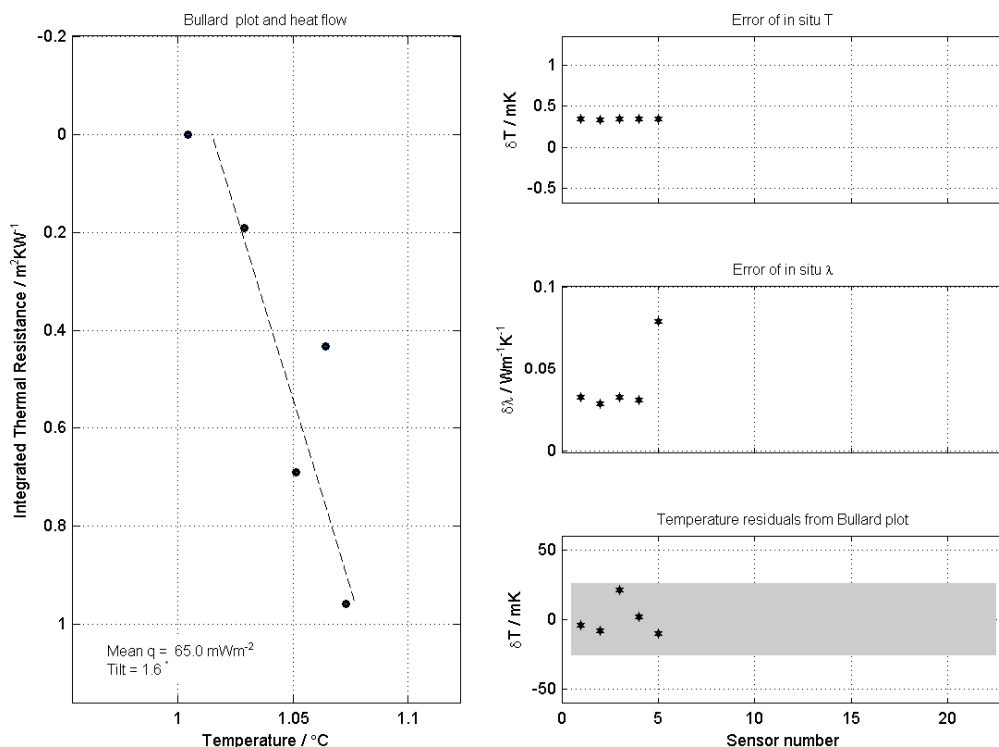 Bullard plot and heat flow
-0.2
0
0.2
0.4
0.6
0.8
1
Integrated Thermal Resistance / m²KW⁻¹
Mean q = 65.0 mWm⁻²
Tilt = 1.6°
1
1.05
1.1
Temperature / °C
Error of in situ T
1
0.5
0
-0.5
δT / mK
Error of in situ λ
0.1
0.05
0
δλ / Wm⁻¹K⁻¹
Temperature residuals from Bullard plot
50
0
-50
δT / mK
0
5
10
15
20
Sensor number